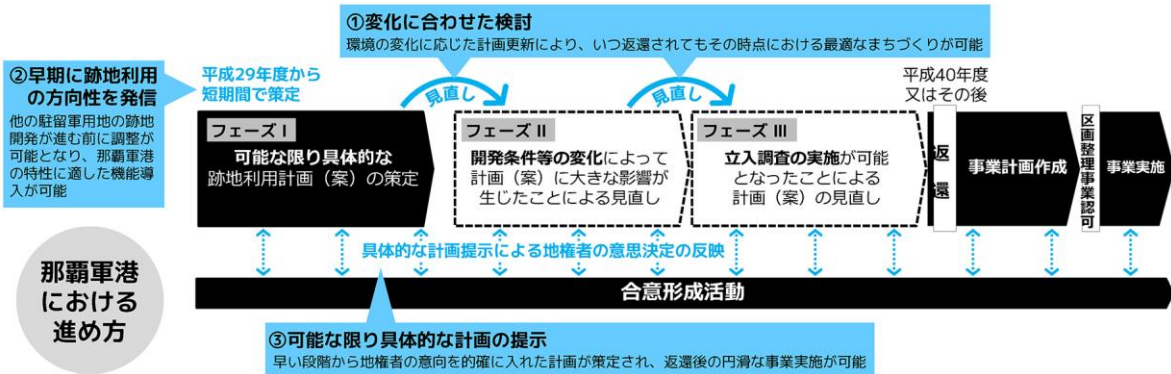 ①変化に合わせた検討
環境の変化に応じた計画更新により、いつ返還されてもその時点における最適なまちづくりが可能
②早期に跡地利用
の方向性を発信
他の駐留軍用地の跡地
開発が進む前に調整が
可能となり、那覇軍港
の特性に適した機能導
入が可能
平成29年度から
短期間で策定
見直し
見直し
平成40年度
又はその後
フェーズ I
可能な限り具体的な
跡地利用計画（案）の策定
フェーズ II
開発条件等の変化によって
計画（案）に大きな影響が
生じたことによる見直し
フェーズ III
立入調査の実施が可能
となったことによる
計画（案）の見直し
返還
事業計画作成
区画整理事業認可
事業実施
具体的な計画提示による地権者の意思決定の反映
那覇軍港
における
進め方
合意形成活動
③可能な限り具体的な計画の提示
早い段階から地権者の意向を的確に入れた計画が策定され、返還後の円滑な事業実施が可能